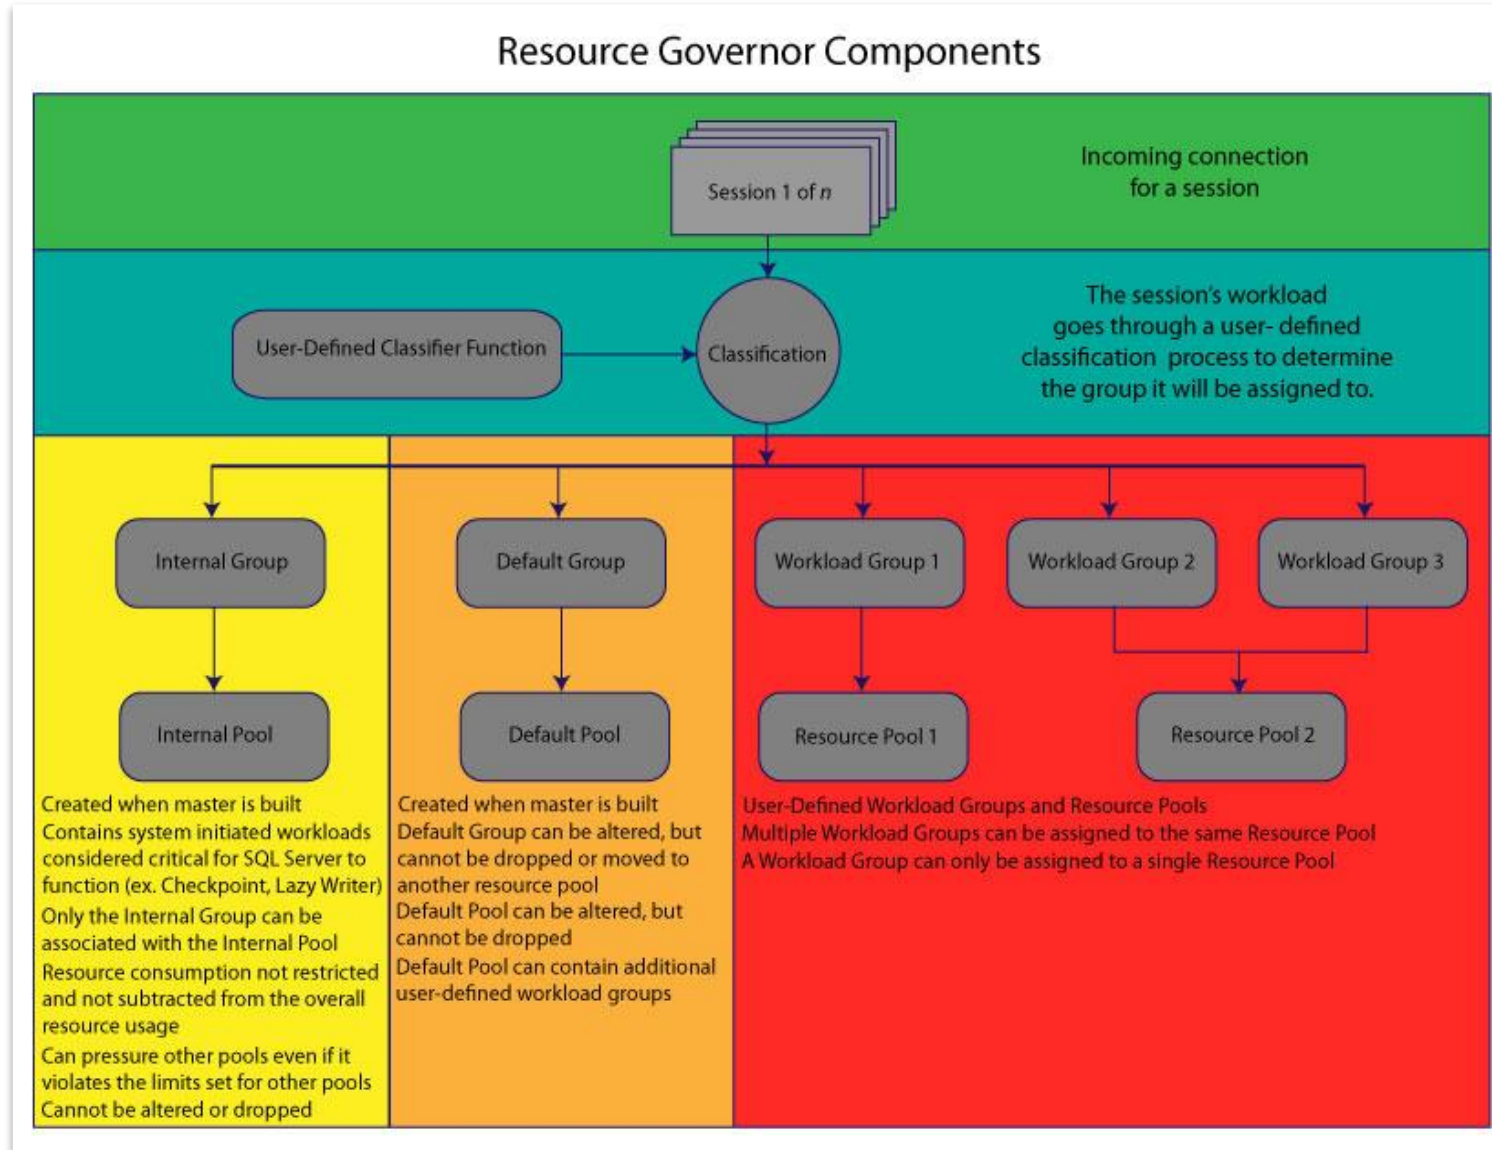 Resource Governor Components
Session 1 of n
Incoming connection
for a session
User-Defined Classifier Function
Classification
The session's workload
goes through a user- defined
classification process to determine
the group it will be assigned to.
Internal Group
Default Group
Workload Group 1
Workload Group 2
Workload Group 3
Internal Pool
Default Pool
Resource Pool 1
Resource Pool 2
Created when master is built
Contains system initiated workloads
considered critical for SQL Server to
function (ex. Checkpoint, Lazy Writer)
Only the Internal Group can be
associated with the Internal Pool
Resource consumption not restricted
and not subtracted from the overall
resource usage
Can pressure other pools even if it
violates the limits set for other pools
Cannot be altered or dropped
Created when master is built
Default Group can be altered, but
cannot be dropped or moved to
another resource pool
Default Pool can be altered, but
cannot be dropped
Default Pool can contain additional
user-defined workload groups
User-Defined Workload Groups and Resource Pools
Multiple Workload Groups can be assigned to the same Resource Pool
A Workload Group can only be assigned to a single Resource Pool